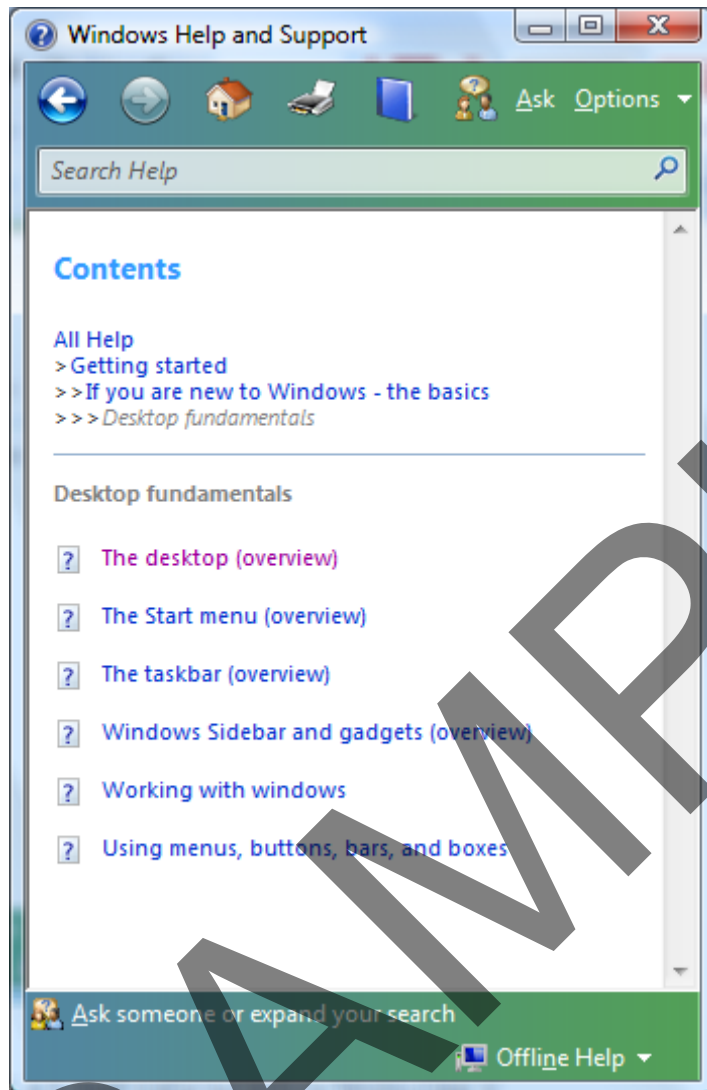 Windows Help and Support
Ask Options
Search Help
Contents
All Help
>Getting started
>>If you are new to Windows - the basics
>>>Desktop fundamentals
Desktop fundamentals
The desktop (overview)
The Start menu (overview)
The taskbar (overview)
Windows Sidebar and gadgets (overview)
Working with windows
Using menus, buttons, bars, and boxes
Ask someone or expand your search
Offline Help